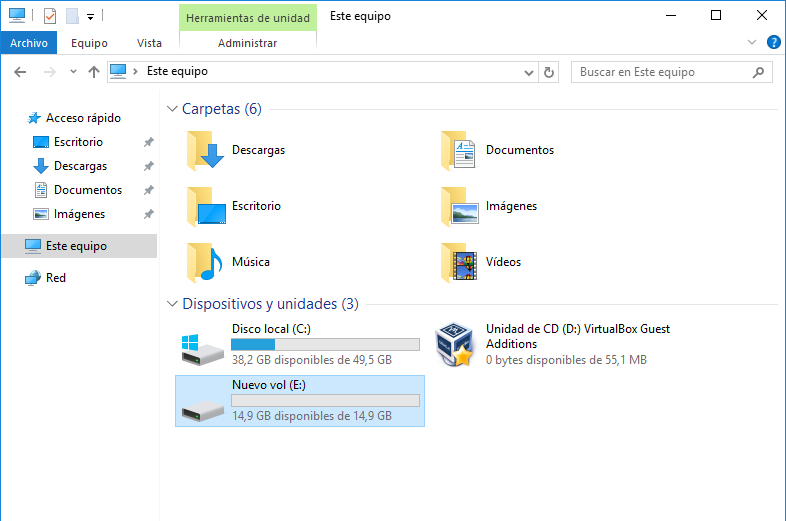 Herramientas de unidad
Este equipo
Archivo
Equipo
Vista
Administrar
Este equipo
Buscar en Este equipo
Acceso rápido
Escritorio
Descargas
Documentos
Imágenes
Este equipo
Red
Carpetas (6)
Descargas
Documentos
Escritorio
Imágenes
Música
Vídeos
Dispositivos y unidades (3)
Disco local (C:)
38,2 GB disponibles de 49,5 GB
Unidad de CD (D:) VirtualBox Guest
Additions
0 bytes disponibles de 55,1 MB
Nuevo vol (E:)
14,9 GB disponibles de 14,9 GB